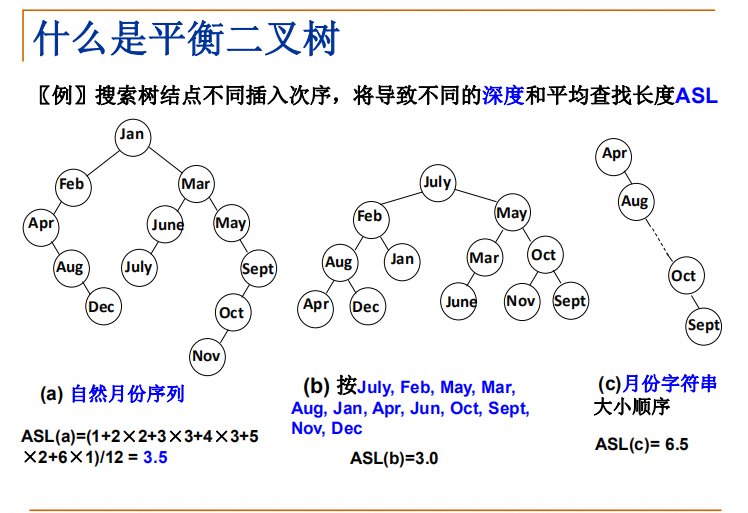 什么是平衡二叉树
〖例〗搜索树结点不同插入次序，将导致不同的深度和平均查找长度ASL
Jan
Feb
Mar
Apr
June
May
Aug
July
Sept
Dec
Oct
Nov
(a) 自然月份序列
ASL(a)=(1+2×2+3×3+4×3+5
×2+6×1)/12 = 3.5
July
Feb
May
Aug
Jan
Mar
Oct
Apr
Dec
June
Nov
Sept
(b) 按July, Feb, May, Mar,
Aug, Jan, Apr, Jun, Oct, Sept,
Nov, Dec
ASL(b)=3.0
Apr
Aug
Oct
Sept
(c)月份字符串
大小顺序
ASL(c)= 6.5